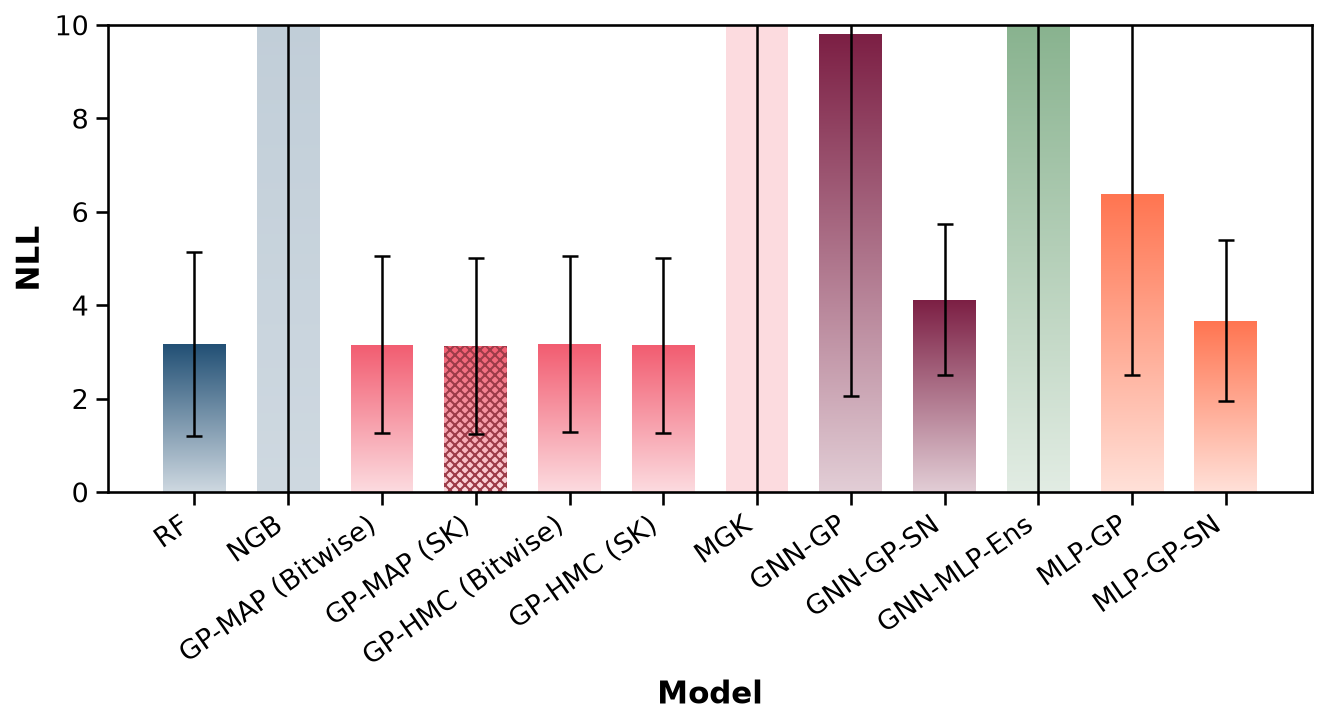 10
8
6
4
2
0
NLL
RF
NGB
GP-MAP (Bitwise)
GP-MAP (SK)
GP-HMC (Bitwise)
GP-HMC (SK)
MGK
GNN-GP
GNN-GP-SN
GNN-MLP-Ens
MLP-GP
MLP-GP-SN
Model